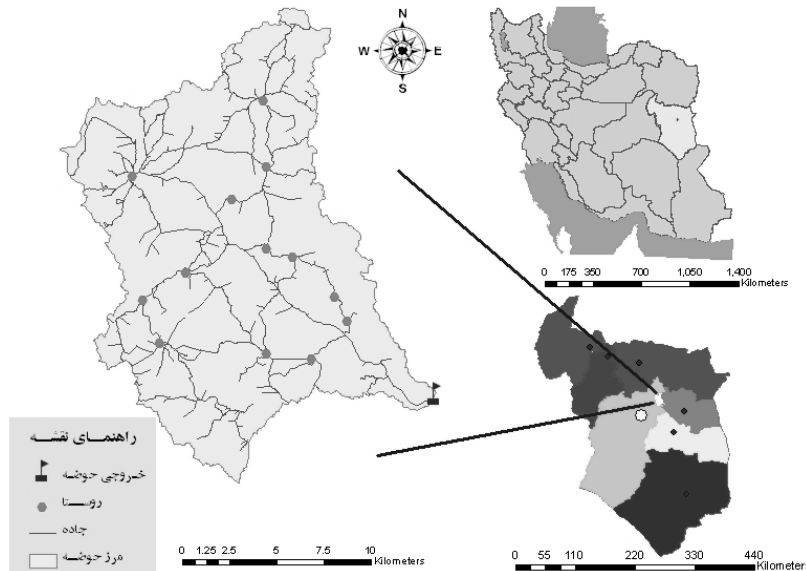 N
W E
S
0 175 350 700 1,050 1,400
Kilometers
راهنمای نقشه
خروجی حوضه
روستا
جاده
مرز حوضه
0 1.25 2.5 5 7.5 10
Kilometers
0 55 110 220 330 440
Kilometers